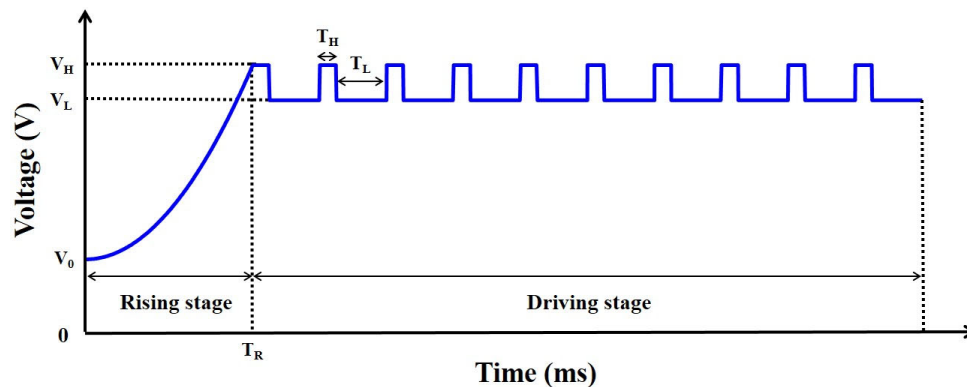 Voltage (V)
V_H
V_L
V_0
0
T_H
T_L
Rising stage
Driving stage
T_R
Time (ms)